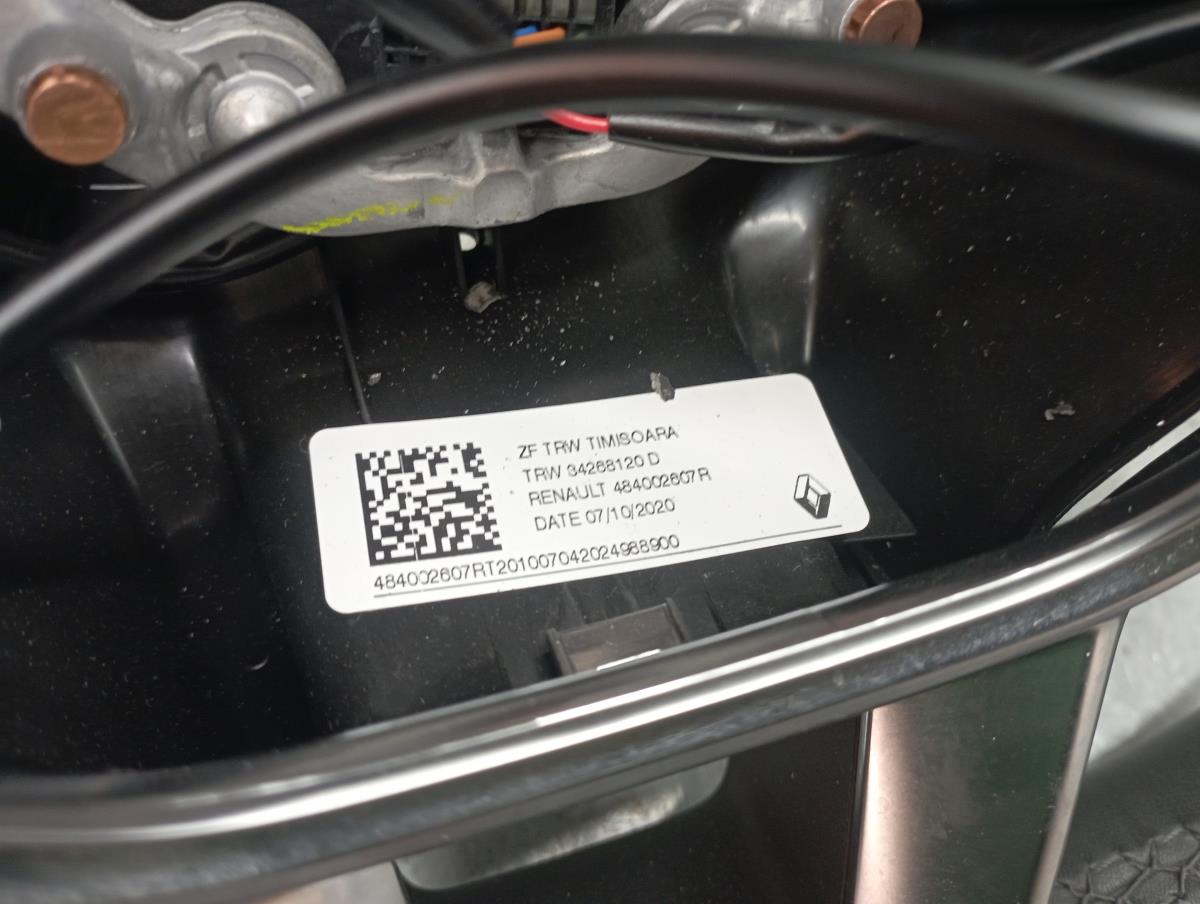 ZF TRW TIMISOARA
TRW 34268120 D
RENAULT 484002607R
DATE 07/10/2020
484002607RT201007042024988900